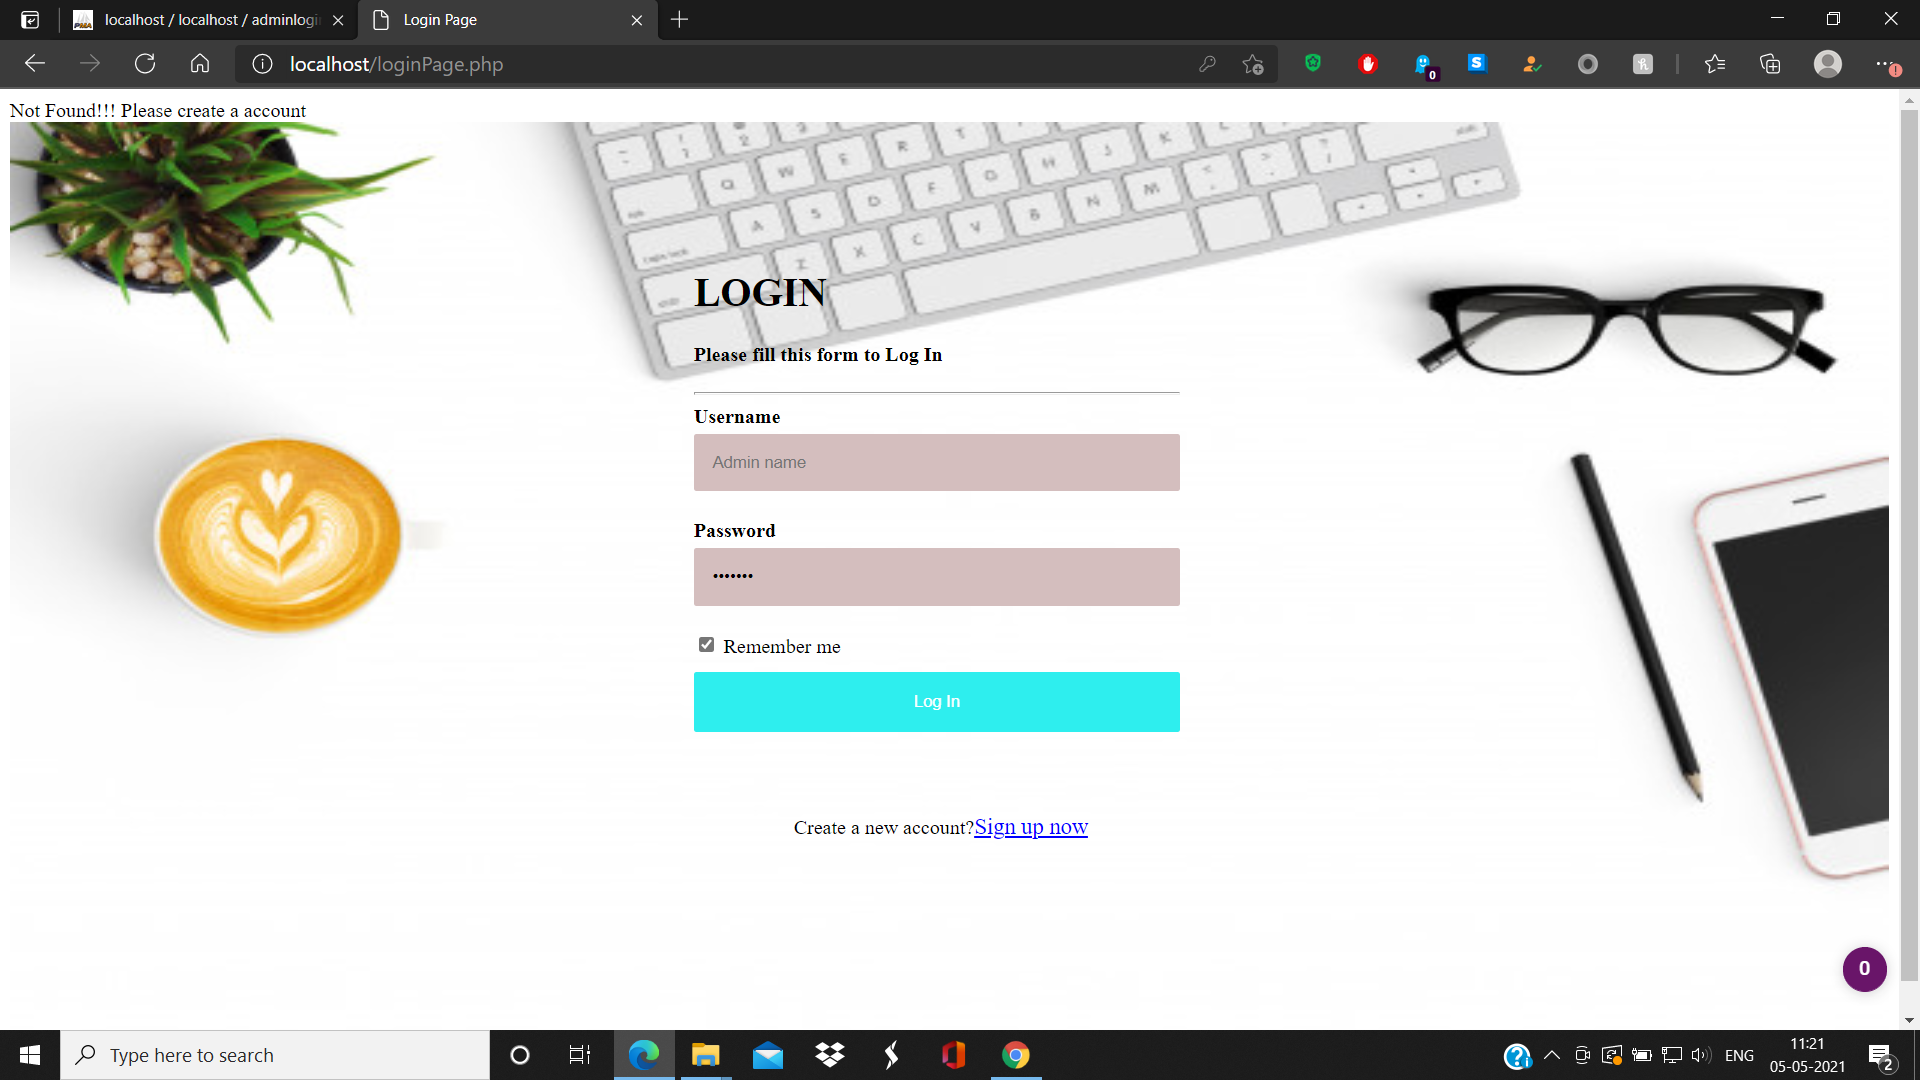 localhost / localhost / adminlogi
Login Page
localhost/loginPage.php
0
Not Found!!! Please create a account
LOGIN
Please fill this form to Log In
Username
Admin name
Password
•••••••
Remember me
Log In
Create a new account?Sign up now
0
Type here to search
ENG
11:21
05-05-2021
2